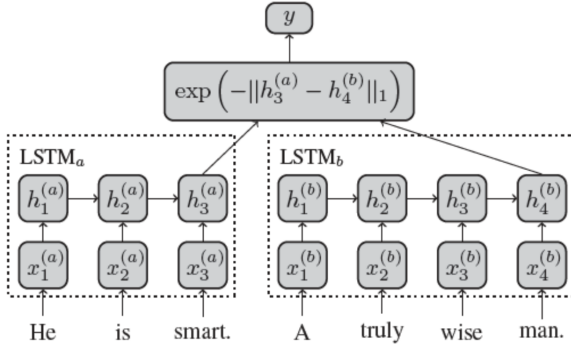 y
exp (−||h₃⁽ᵃ⁾ − h₄⁽ᵇ⁾||₁)
LSTMₐ LSTM_b
h₁⁽ᵃ⁾ h₂⁽ᵃ⁾ h₃⁽ᵃ⁾ h₁⁽ᵇ⁾ h₂⁽ᵇ⁾ h₃⁽ᵇ⁾ h₄⁽ᵇ⁾
x₁⁽ᵃ⁾ x₂⁽ᵃ⁾ x₃⁽ᵃ⁾ x₁⁽ᵇ⁾ x₂⁽ᵇ⁾ x₃⁽ᵇ⁾ x₄⁽ᵇ⁾
He is smart. A truly wise man.